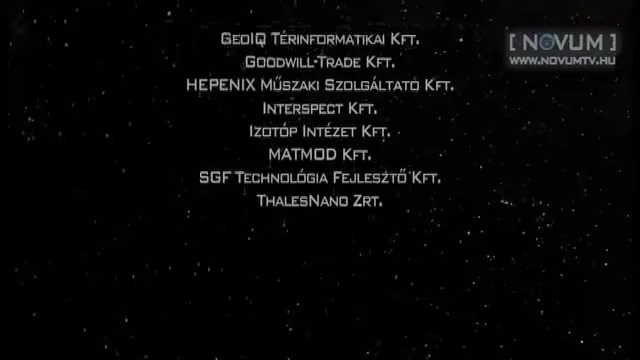 GeoIQ Térinformatikai Kft.
Goodwill-Trade Kft.
HEPENIX Műszaki Szolgáltató Kft.
Interspect Kft.
Izotóp Intézet Kft.
MATMOD Kft.
SGF Technológia Fejlesztő Kft.
ThalesNano Zrt.
[ NOVUM ]
WWW.NOVUMTV.HU